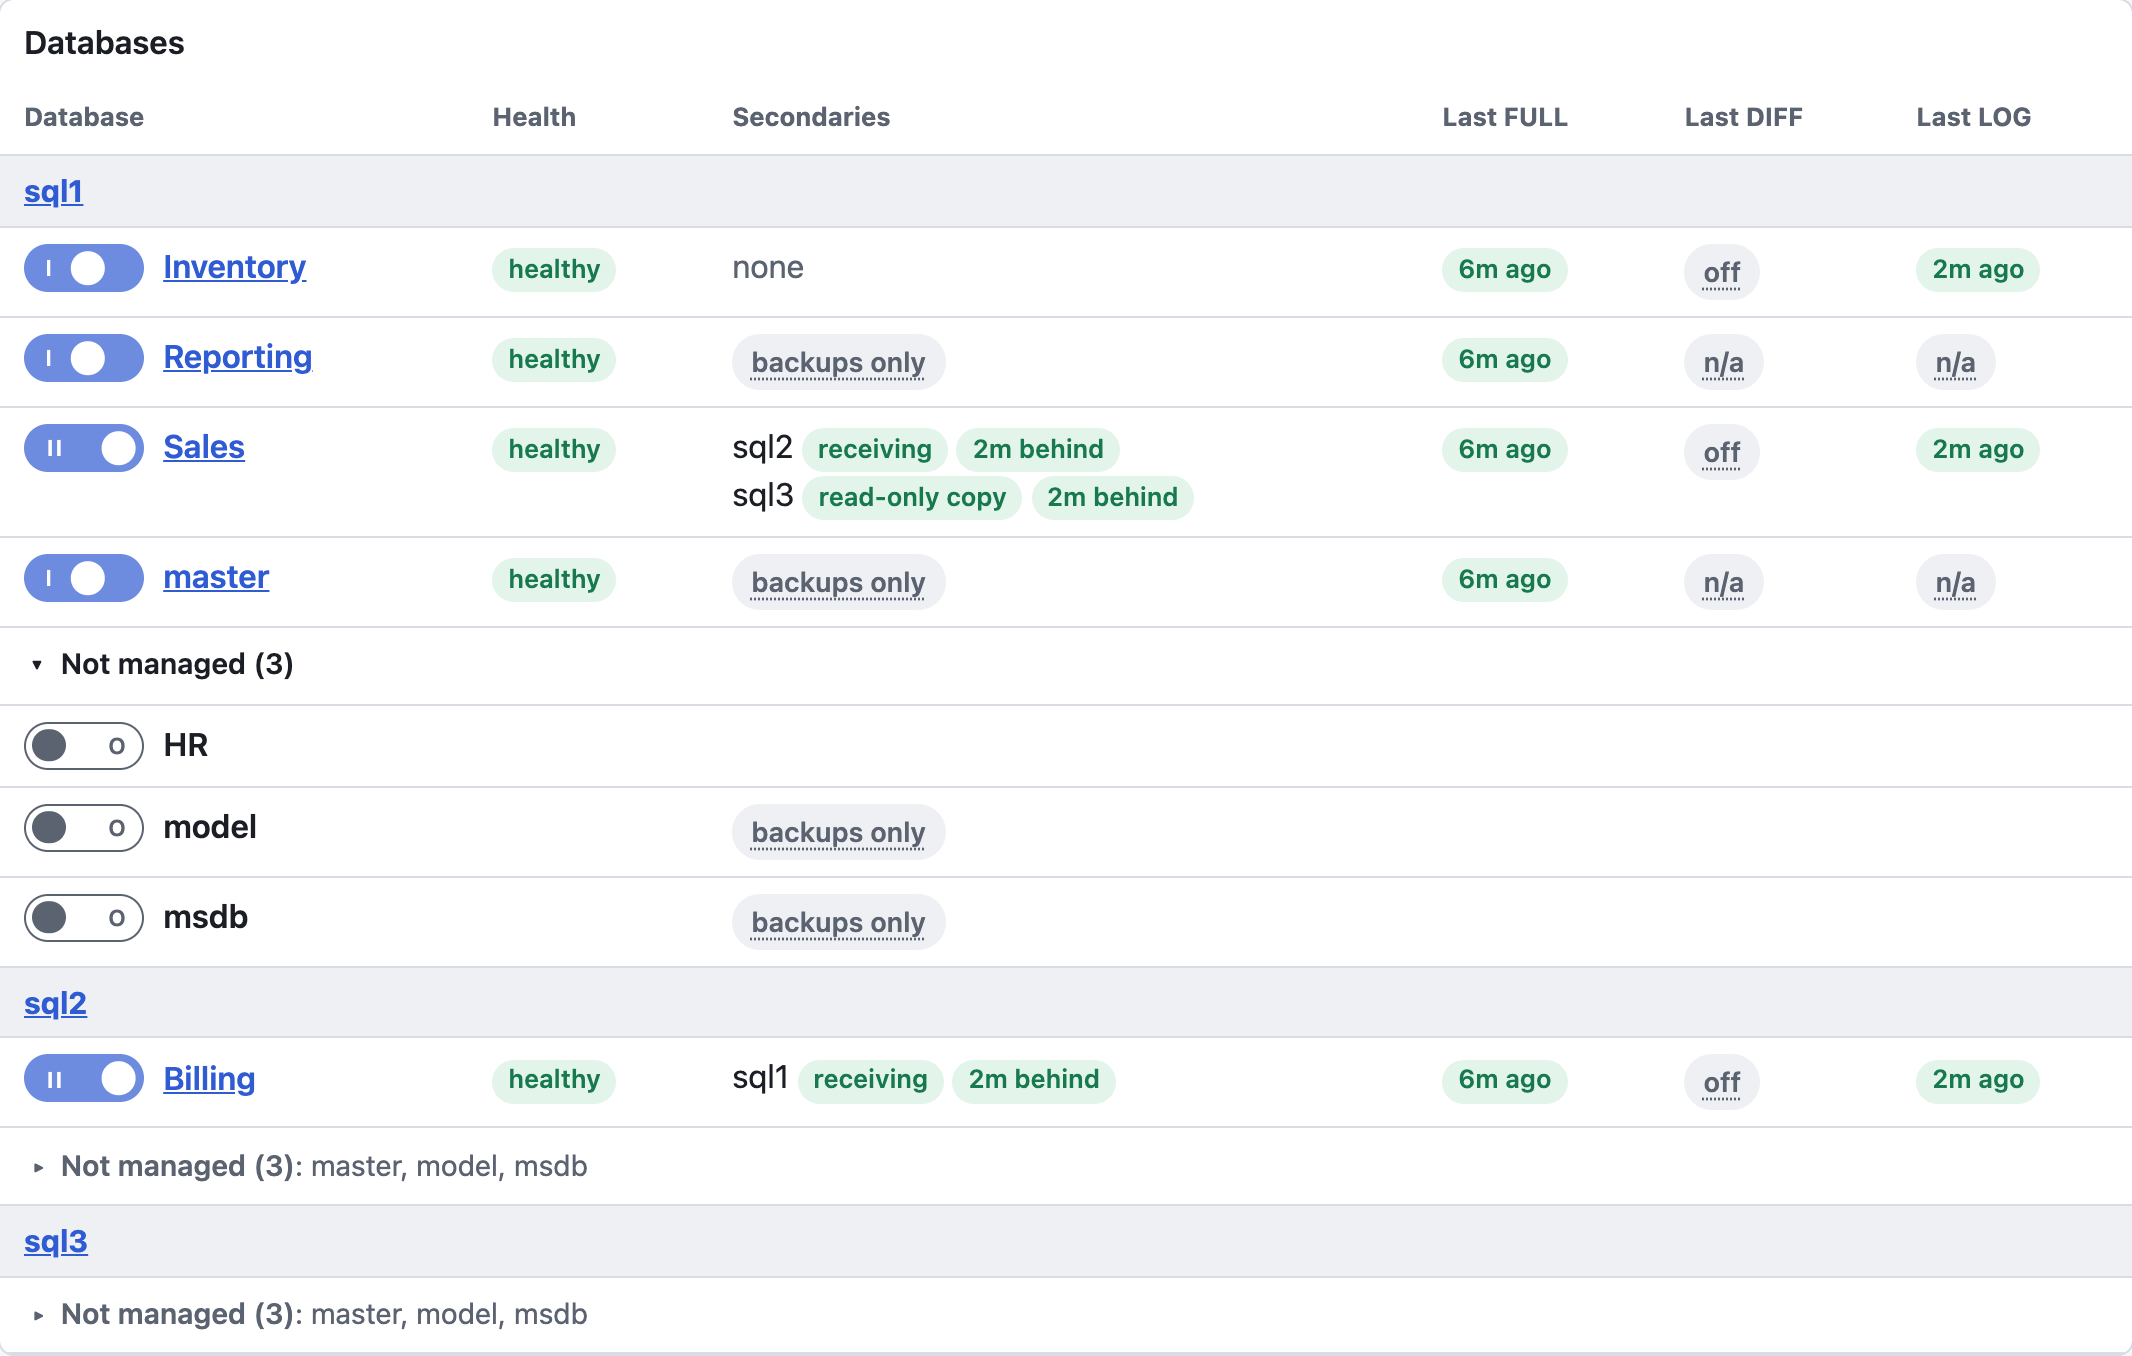 Databases
Database Health Secondaries Last FULL Last DIFF Last LOG
sql1
I Inventory healthy none 6m ago off 2m ago
I Reporting healthy backups only 6m ago n/a n/a
II Sales healthy sql2 receiving 2m behind 6m ago off 2m ago
sql3 read-only copy 2m behind
I master healthy backups only 6m ago n/a n/a
▾ Not managed (3)
O HR
O model backups only
O msdb backups only
sql2
II Billing healthy sql1 receiving 2m behind 6m ago off 2m ago
▸ Not managed (3): master, model, msdb
sql3
▸ Not managed (3): master, model, msdb